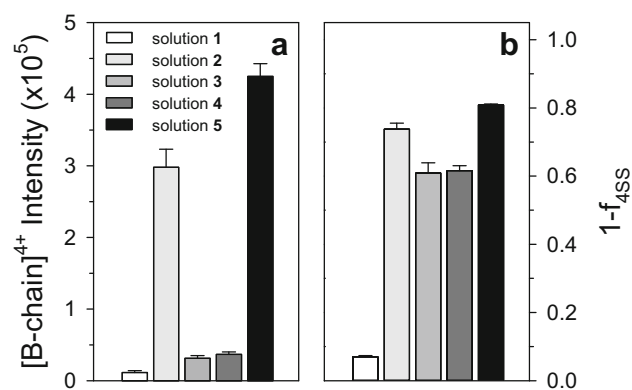 [B-chain]⁴⁺ Intensity (x10⁵)
5
4
3
2
1
0
solution 1
solution 2
solution 3
solution 4
solution 5
a
b
1.0
0.8
0.6
0.4
0.2
0.0
1-f₄SS